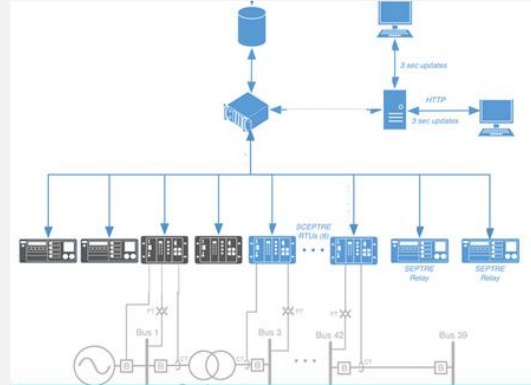 3 sec updates
HTTP
3 sec updates
SCEPTRE
RTUs (6)
SEPTRE
Relay
SEPTRE
Relay
PT
PT
PT
Bus 1
Bus 3
Bus 42
Bus 39
CT
CT
CT
B
B
B
B
B